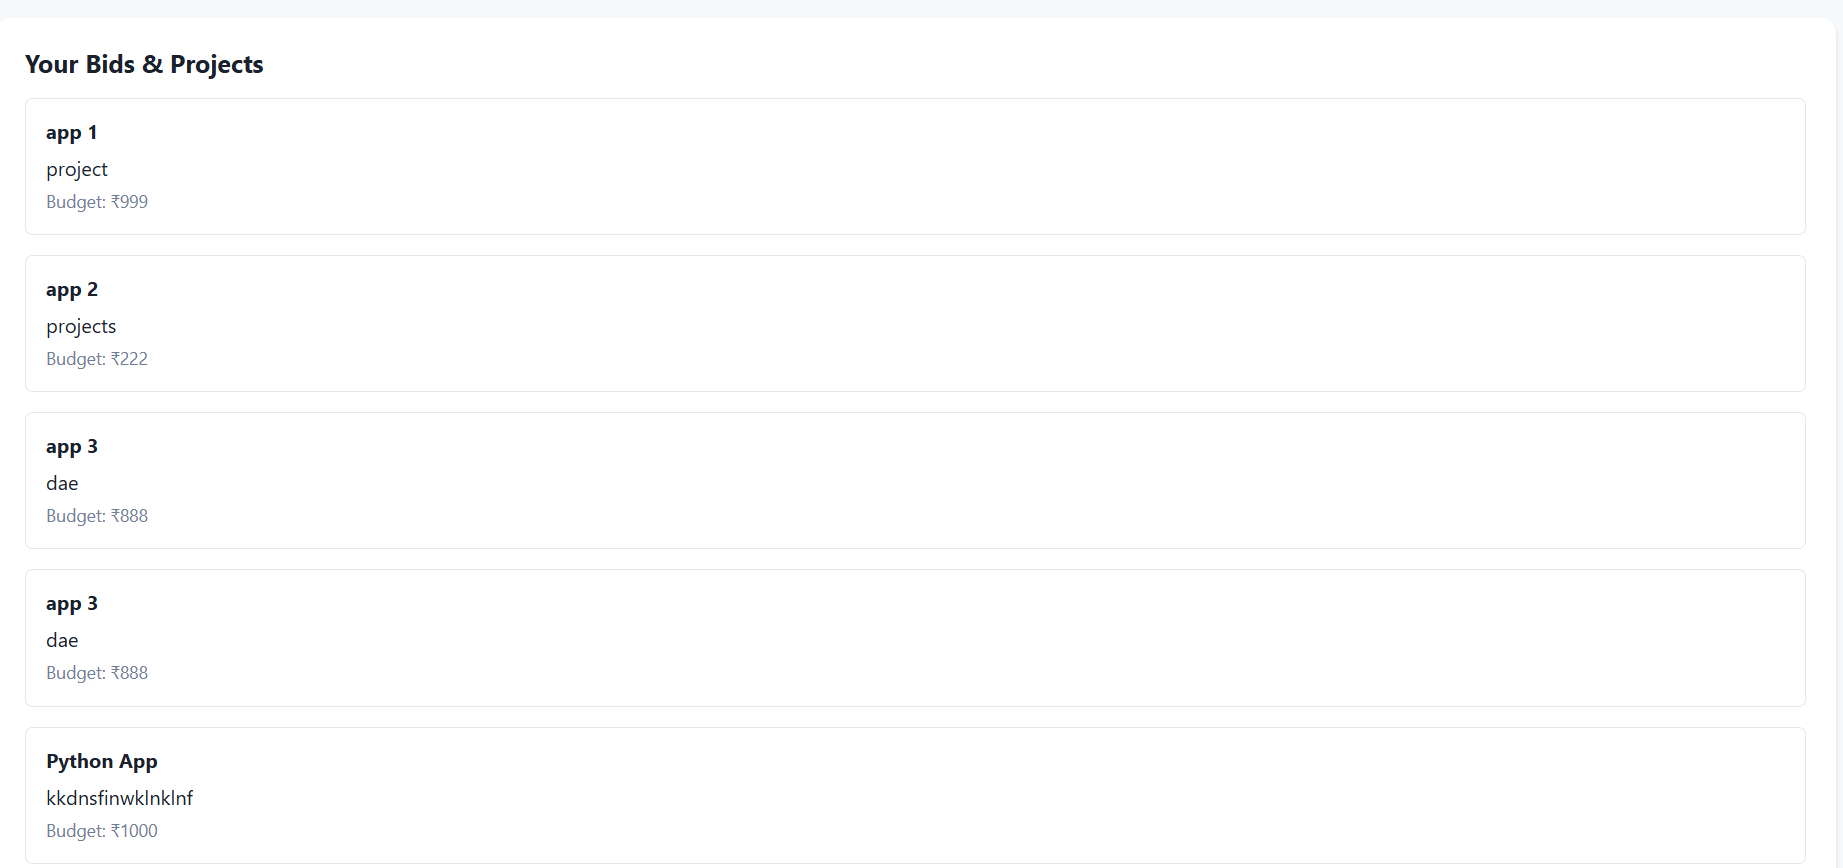 Your Bids & Projects
app 1
project
Budget: ₹999
app 2
projects
Budget: ₹222
app 3
dae
Budget: ₹888
app 3
dae
Budget: ₹888
Python App
kkdnsfinwklnklnf
Budget: ₹1000